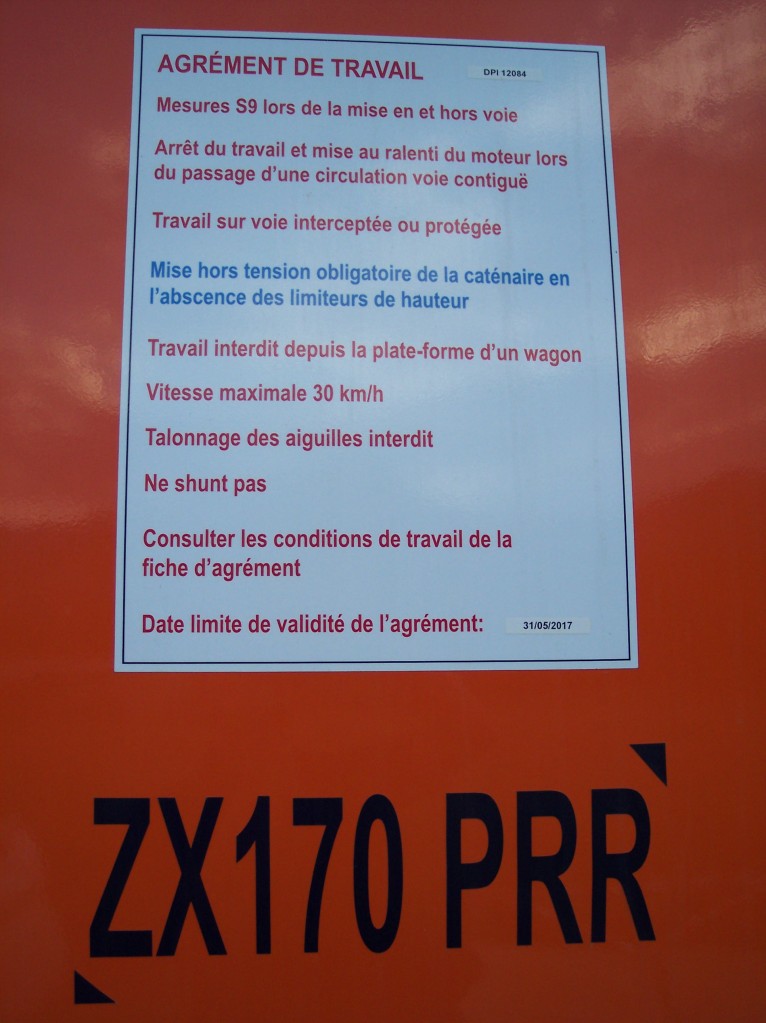 AGRÉMENT DE TRAVAIL DPI 12084
Mesures S9 lors de la mise en et hors voie
Arrêt du travail et mise au ralenti du moteur lors
du passage d'une circulation voie contiguë
Travail sur voie interceptée ou protégée
Mise hors tension obligatoire de la caténaire en
l'abscence des limiteurs de hauteur
Travail interdit depuis la plate-forme d'un wagon
Vitesse maximale 30 km/h
Talonnage des aiguilles interdit
Ne shunt pas
Consulter les conditions de travail de la
fiche d'agrément
Date limite de validité de l'agrément: 31/05/2017
ZX170 PRR